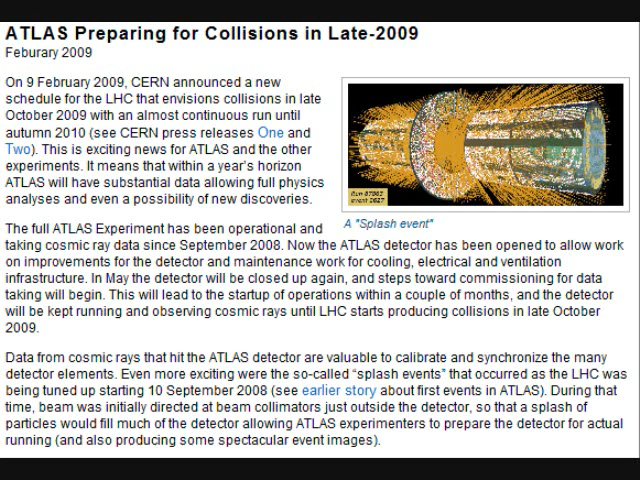 ATLAS Preparing for Collisions in Late-2009
Feburary 2009
On 9 February 2009, CERN announced a new
schedule for the LHC that envisions collisions in late
October 2009 with an almost continuous run until
autumn 2010 (see CERN press releases One and
Two). This is exciting news for ATLAS and the other
experiments. It means that within a year's horizon
ATLAS will have substantial data allowing full physics
analyses and even a possibility of new discoveries.
A "Splash event"
The full ATLAS Experiment has been operational and
taking cosmic ray data since September 2008. Now the ATLAS detector has been opened to allow work
on improvements for the detector and maintenance work for cooling, electrical and ventilation
infrastructure. In May the detector will be closed up again, and steps toward commissioning for data
taking will begin. This will lead to the startup of operations within a couple of months, and the detector
will be kept running and observing cosmic rays until LHC starts producing collisions in late October
2009.
Data from cosmic rays that hit the ATLAS detector are valuable to calibrate and synchronize the many
detector elements. Even more exciting were the so-called “splash events” that occurred as the LHC was
being tuned up starting 10 September 2008 (see earlier story about first events in ATLAS). During that
time, beam was initially directed at beam collimators just outside the detector, so that a splash of
particles would fill much of the detector allowing ATLAS experimenters to prepare the detector for actual
running (and also producing some spectacular event images).